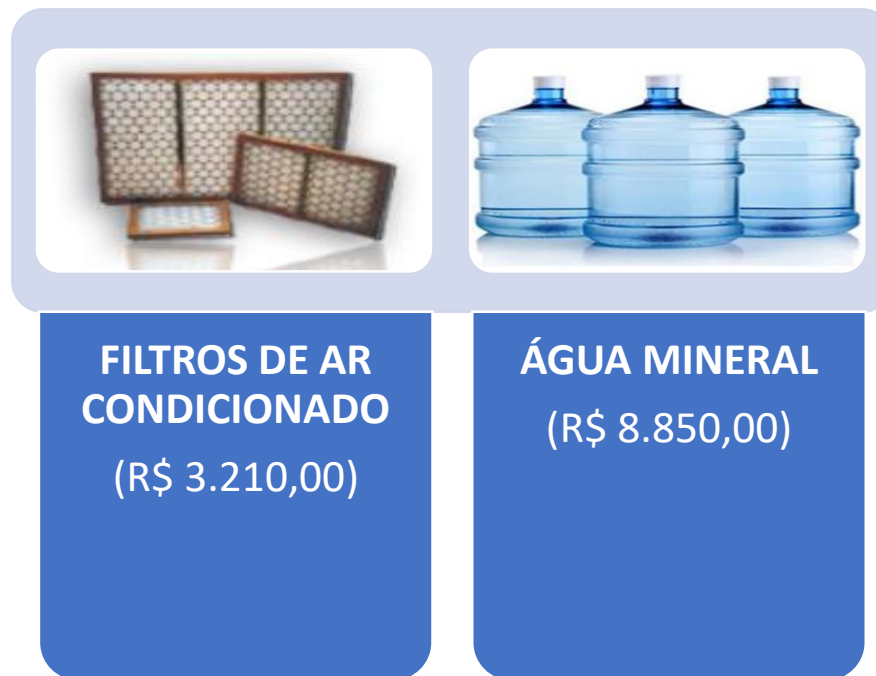 FILTROS DE AR
CONDICIONADO
(R$ 3.210,00)
ÁGUA MINERAL
(R$ 8.850,00)